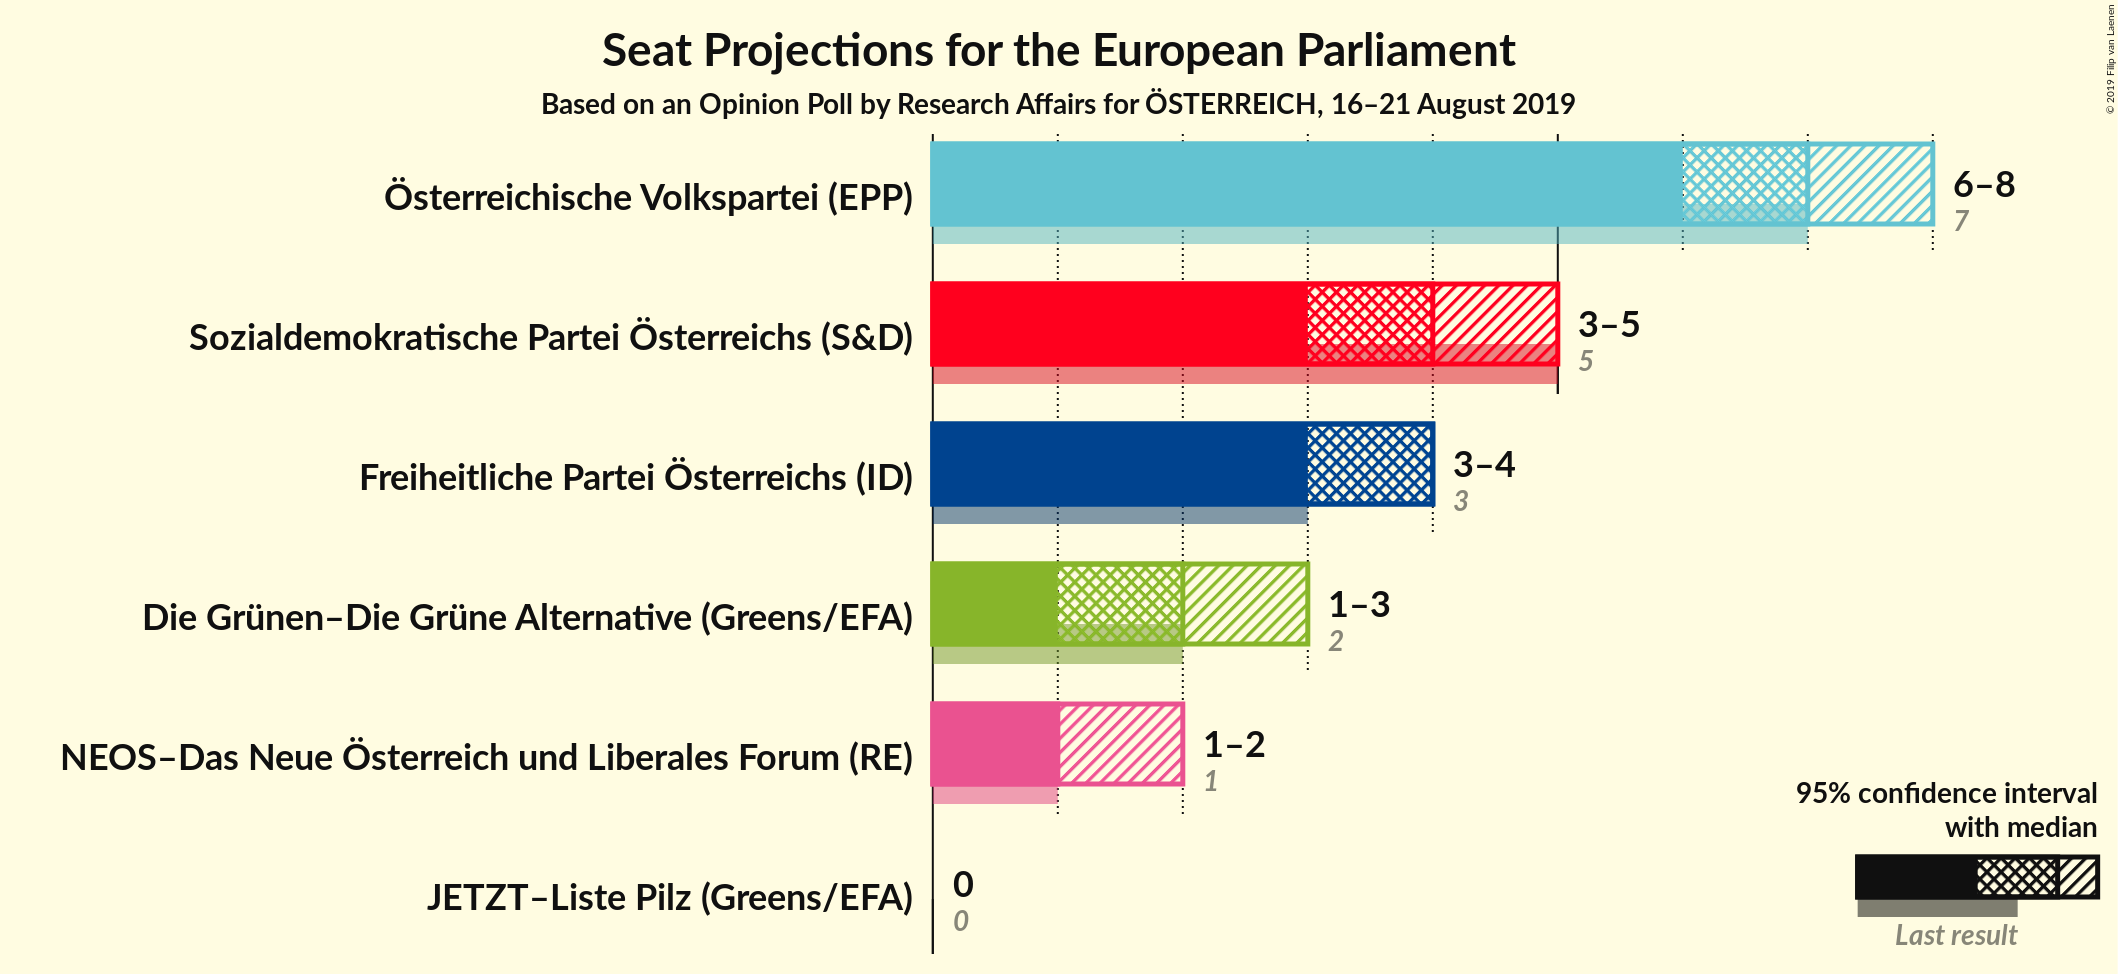 Seat Projections for the European Parliament
Based on an Opinion Poll by Research Affairs for ÖSTERREICH, 16–21 August 2019
© 2019 Filip van Laenen
Österreichische Volkspartei (EPP)
6–8
7
Sozialdemokratische Partei Österreichs (S&D)
3–5
5
Freiheitliche Partei Österreichs (ID)
3–4
3
Die Grünen–Die Grüne Alternative (Greens/EFA)
1–3
2
NEOS–Das Neue Österreich und Liberales Forum (RE)
1–2
1
JETZT–Liste Pilz (Greens/EFA)
0
0
95% confidence interval
with median
Last result